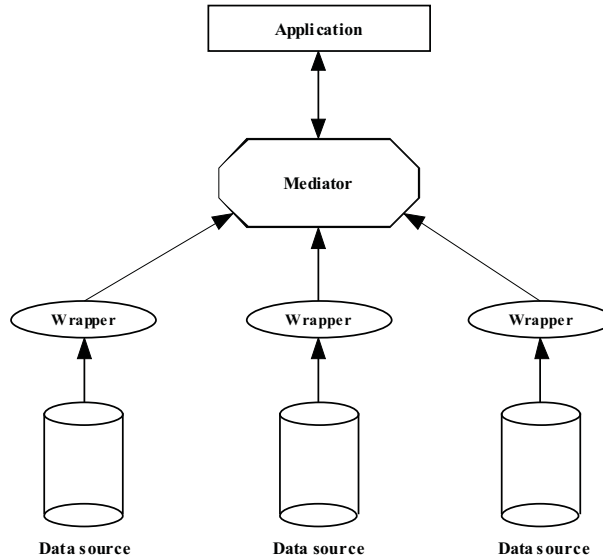 Application
Mediator
Wrapper
Wrapper
Wrapper
Data source
Data source
Data source